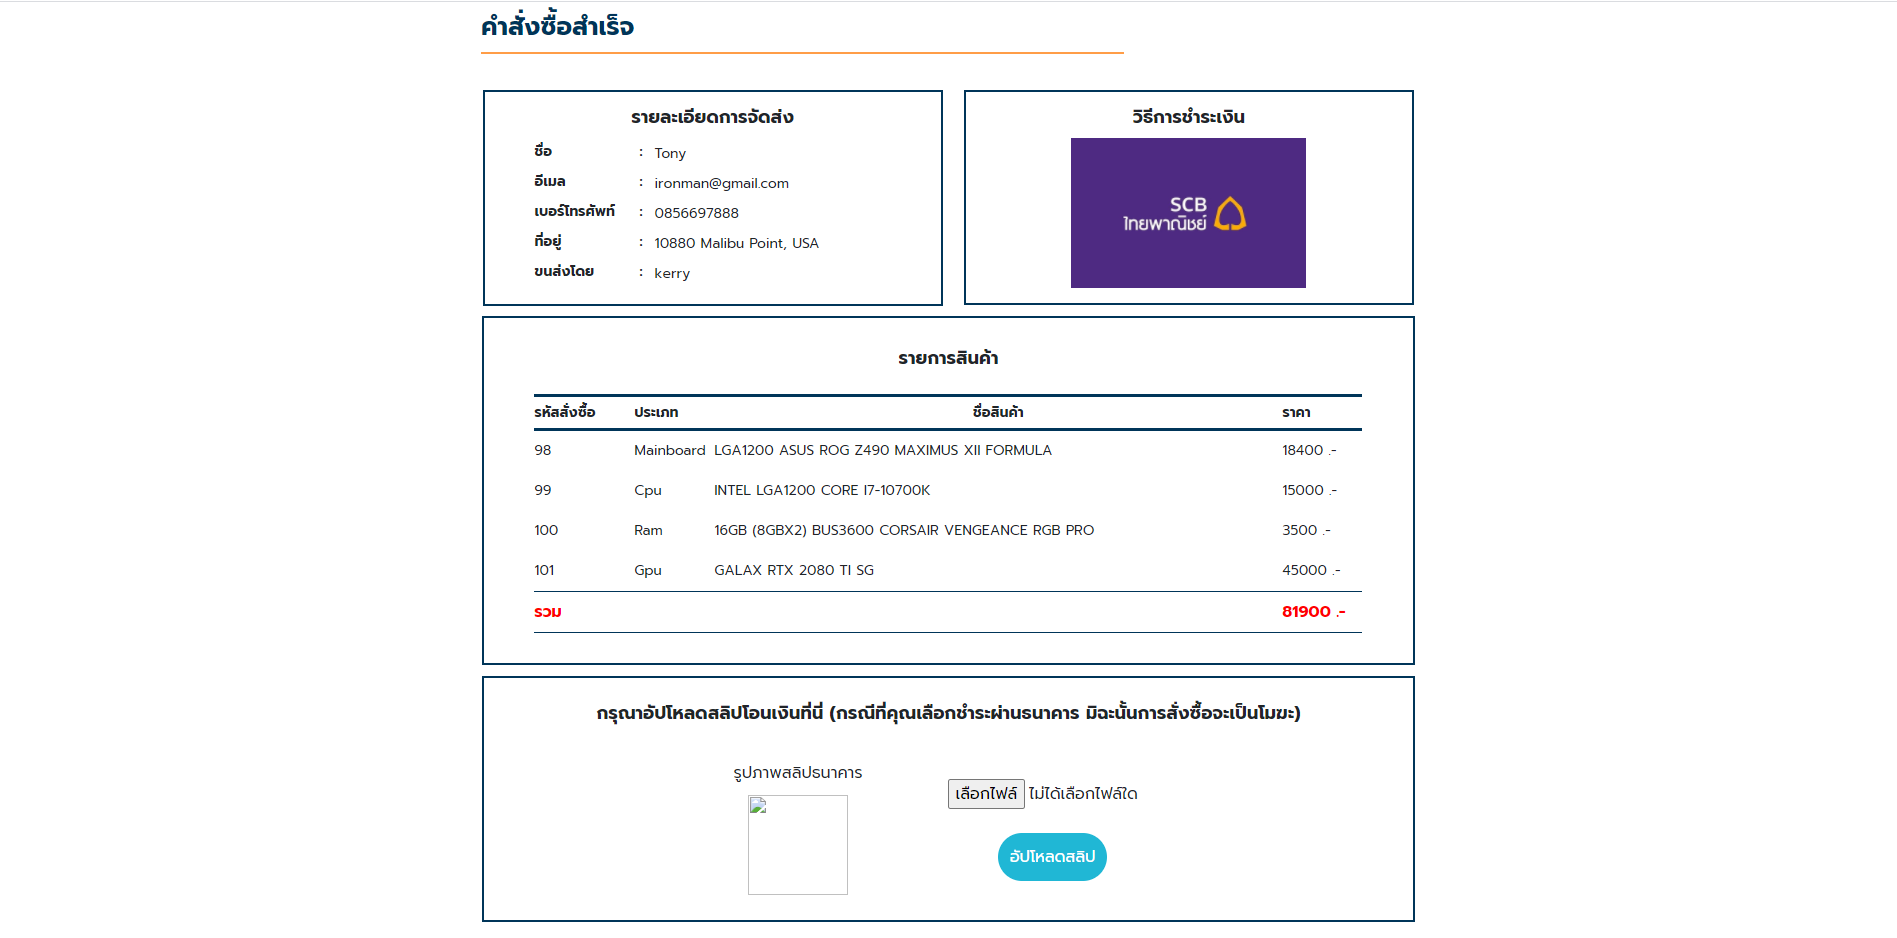 คำสั่งซื้อสำเร็จ
รายละเอียดการจัดส่ง
ชื่อ : Tony
อีเมล : ironman@gmail.com
เบอร์โทรศัพท์ : 0856697888
ที่อยู่ : 10880 Malibu Point, USA
ขนส่งโดย : kerry
วิธีการชำระเงิน
SCB
ไทยพาณิชย์
รายการสินค้า
รหัสสั่งซื้อ ประเภท ชื่อสินค้า ราคา
98 Mainboard LGA1200 ASUS ROG Z490 MAXIMUS XII FORMULA 18400 .-
99 Cpu INTEL LGA1200 CORE I7-10700K 15000 .-
100 Ram 16GB (8GBX2) BUS3600 CORSAIR VENGEANCE RGB PRO 3500 .-
101 Gpu GALAX RTX 2080 TI SG 45000 .-
รวม 81900 .-
กรุณาอัปโหลดสลิปโอนเงินที่นี่ (กรณีที่คุณเลือกชำระผ่านธนาคาร มิฉะนั้นการสั่งซื้อจะเป็นโมฆะ)
รูปภาพสลิปธนาคาร
เลือกไฟล์ ไม่ได้เลือกไฟล์ใด
อัปโหลดสลิป